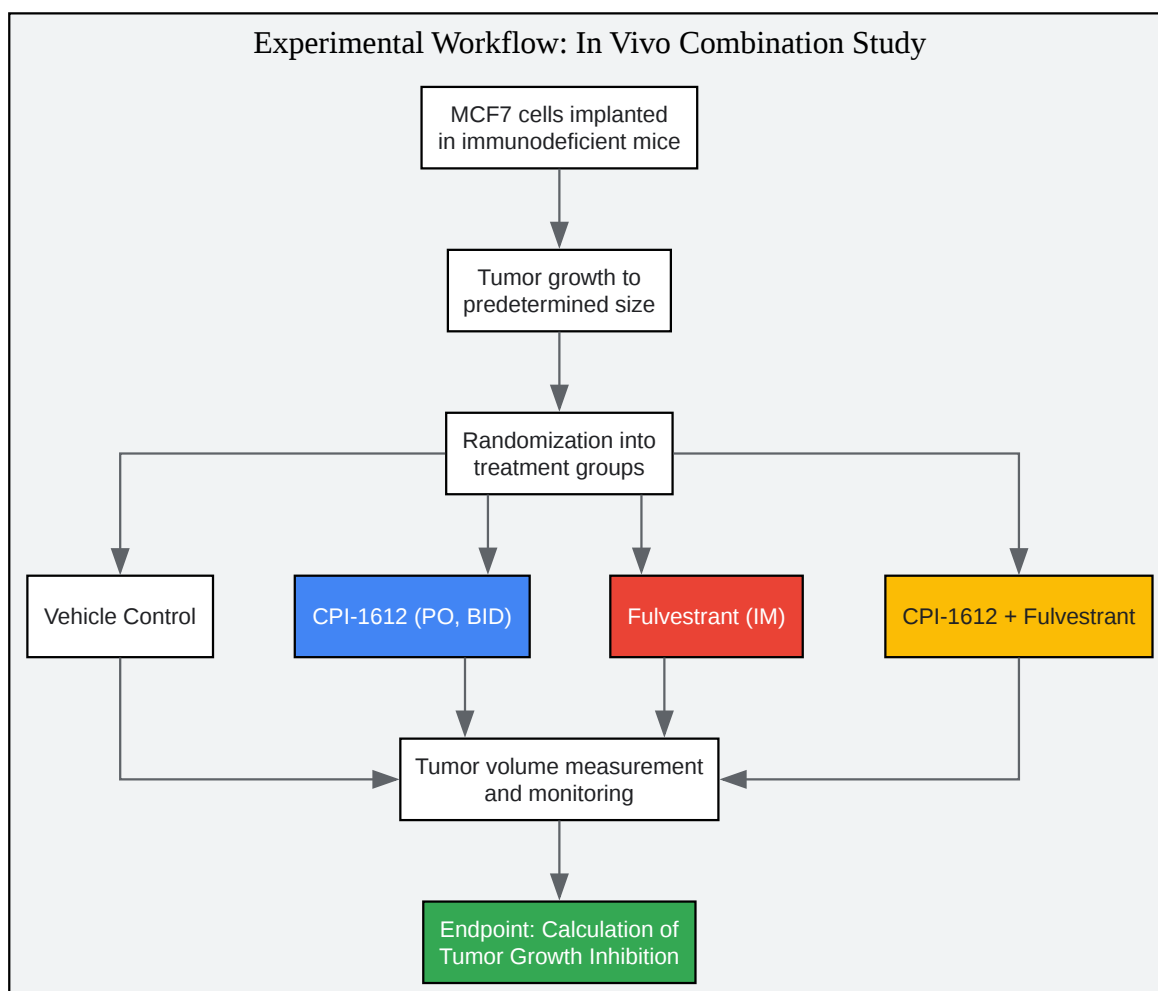 Experimental Workflow: In Vivo Combination Study
MCF7 cells implanted
in immunodeficient mice
Tumor growth to
predetermined size
Randomization into
treatment groups
Vehicle Control
CPI-1612 (PO, BID)
Fulvestrant (IM)
CPI-1612 + Fulvestrant
Tumor volume measurement
and monitoring
Endpoint: Calculation of
Tumor Growth Inhibition